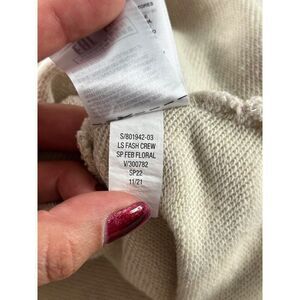 S/801942-03
LS FASH CREW
SP FEB FLORAL
V/300782
SP22
11/21